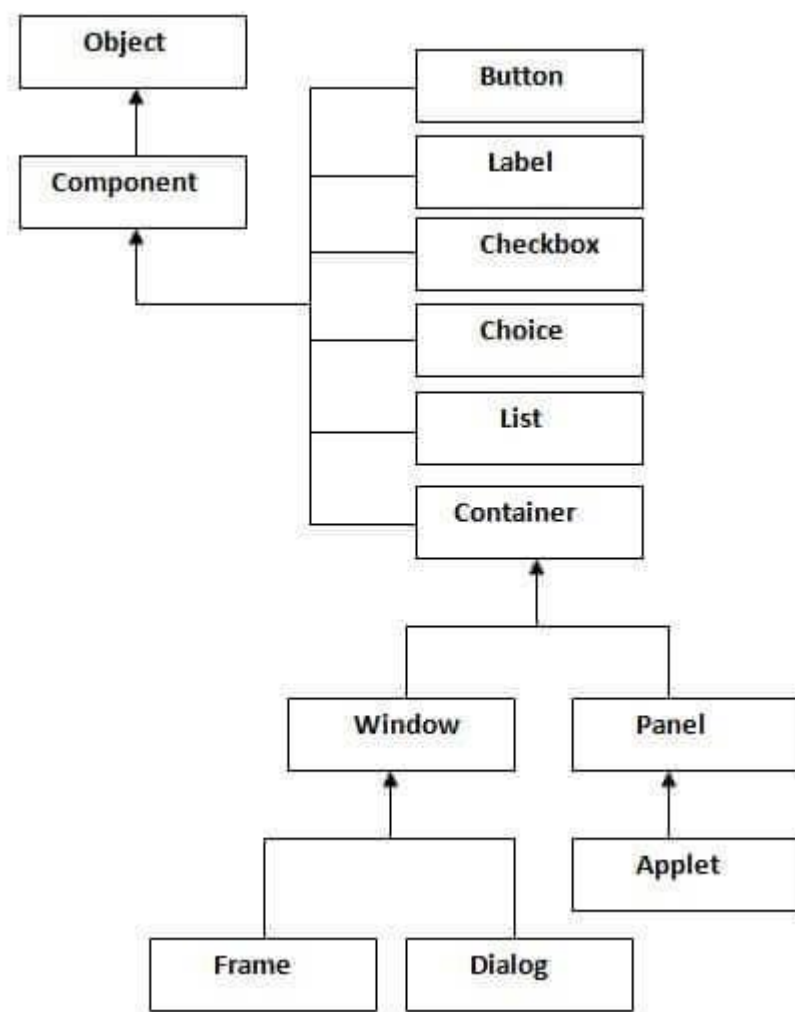 Object
Component
Button
Label
Checkbox
Choice
List
Container
Window
Panel
Applet
Frame
Dialog